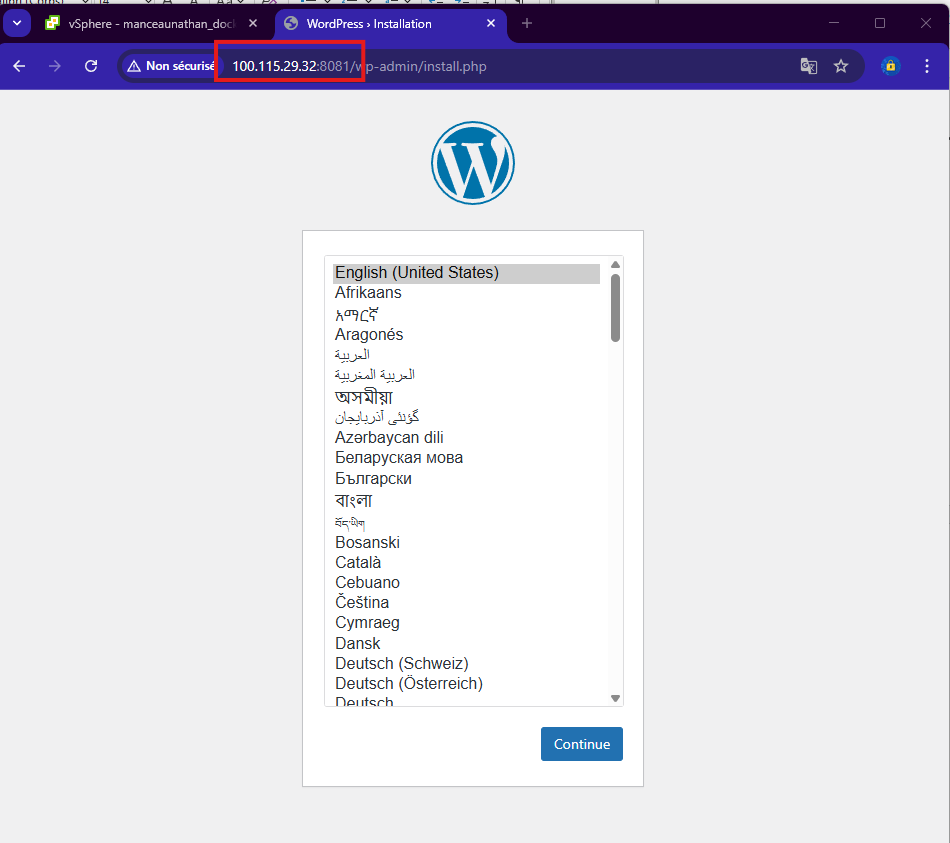 vSphere - manceaunathan_dock
WordPress › Installation
Non sécurisé
100.115.29.32:8081/wp-admin/install.php
English (United States)
Afrikaans
አማርኛ
Aragonés
العربية
العربية المغربية
অসমীয়া
گؤنئی آذربایجان
Azərbaycan dili
Беларуская мова
Български
বাংলা
བོད་ཡིག
Bosanski
Català
Cebuano
Čeština
Cymraeg
Dansk
Deutsch (Schweiz)
Deutsch (Österreich)
Deutsch
Continue